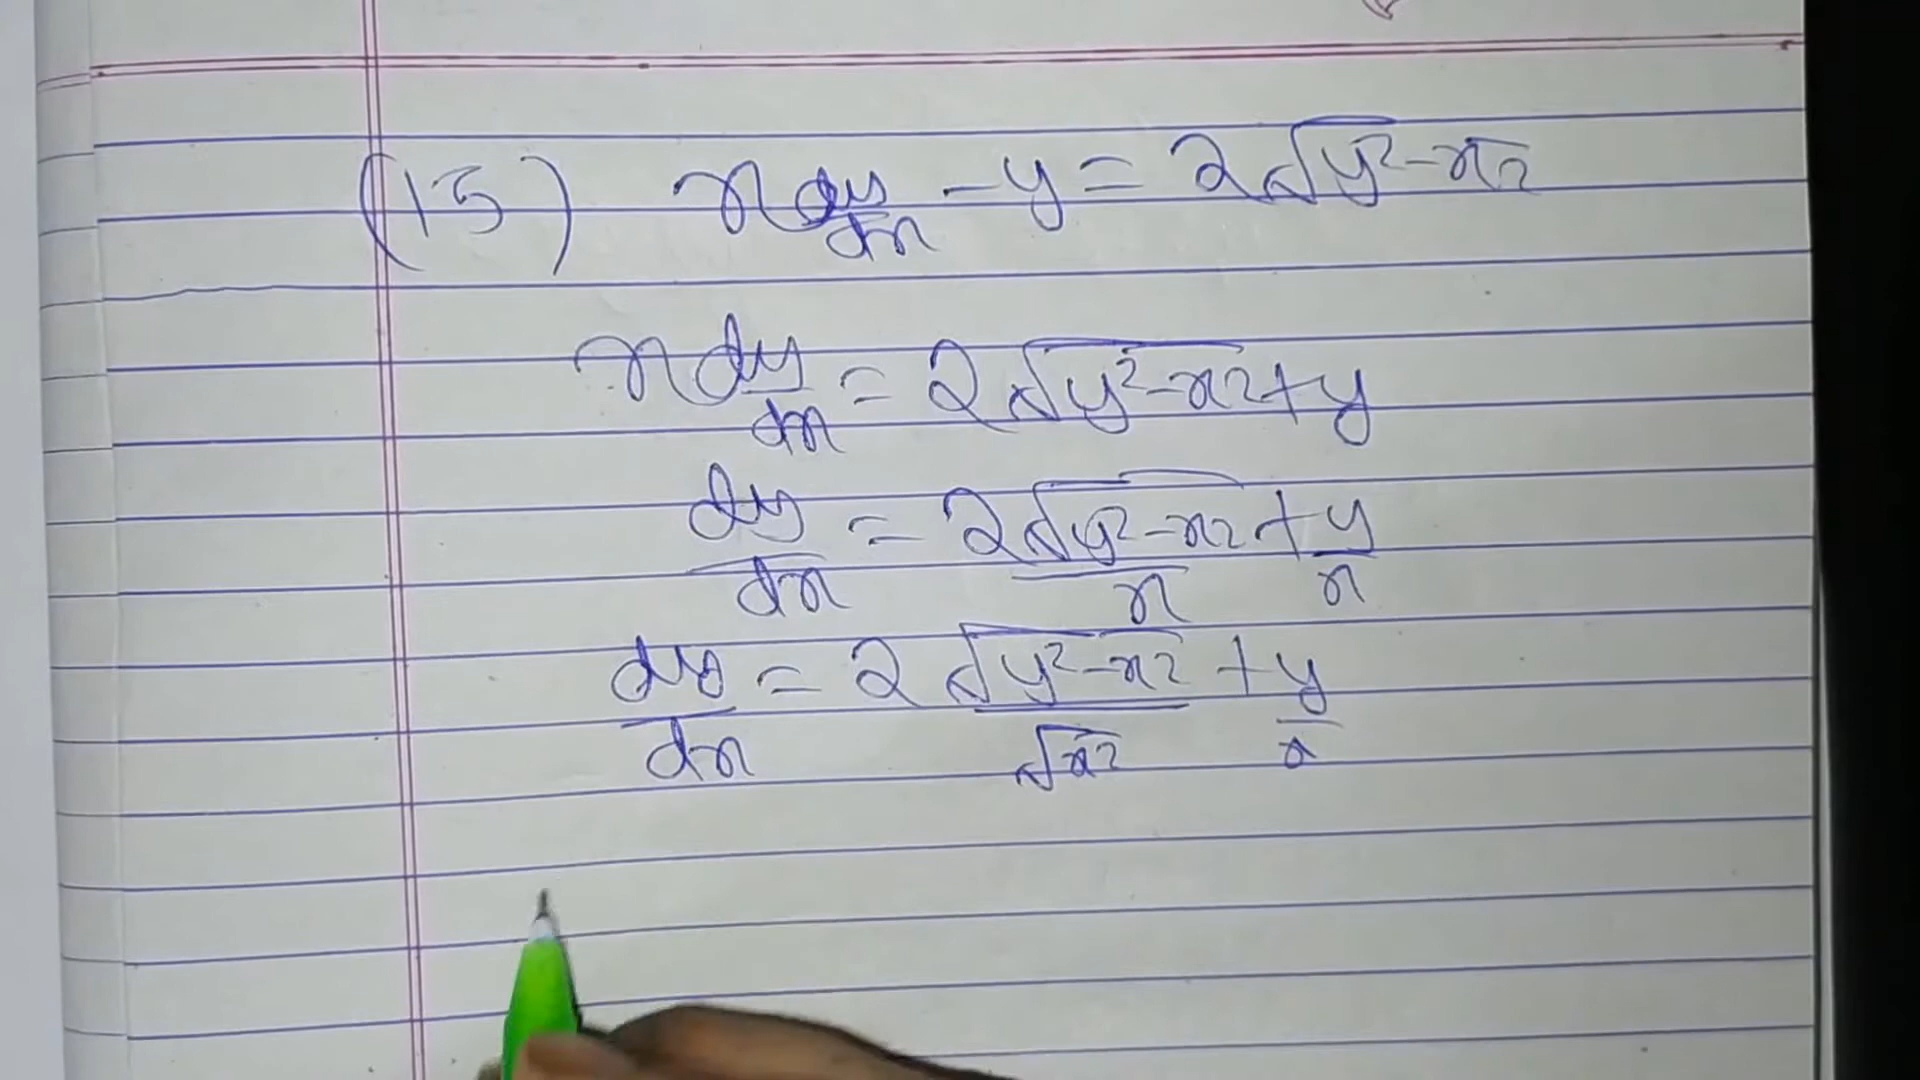 (15) x dy/dx - y = 2√y²-x²
x dy/dx = 2√y²-x² + y
dy/dx = 2√y²-x²/x + y/x
dy/dx = 2 √y²-x²/√x² + y/x